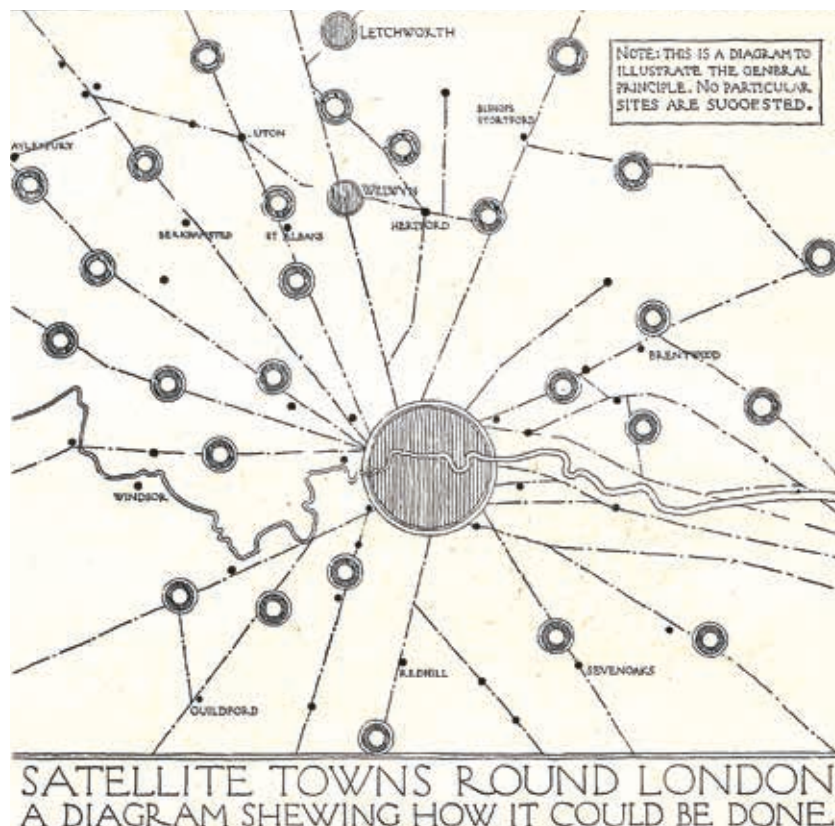 LETCHWORTH
NOTE: THIS IS A DIAGRAM TO
ILLUSTRATE THE GENERAL
PRINCIPLE. NO PARTICULAR
SITES ARE SUGGESTED.
BISHOPS
STORTFORD
LUTON
AYLESBURY
WELWYN
HERTFORD
BERKHAMSTED
ST ALBANS
BRENTWOOD
WINDSOR
REDHILL
SEVENOAKS
GUILDFORD
SATELLITE TOWNS ROUND LONDON
A DIAGRAM SHEWING HOW IT COULD BE DONE.